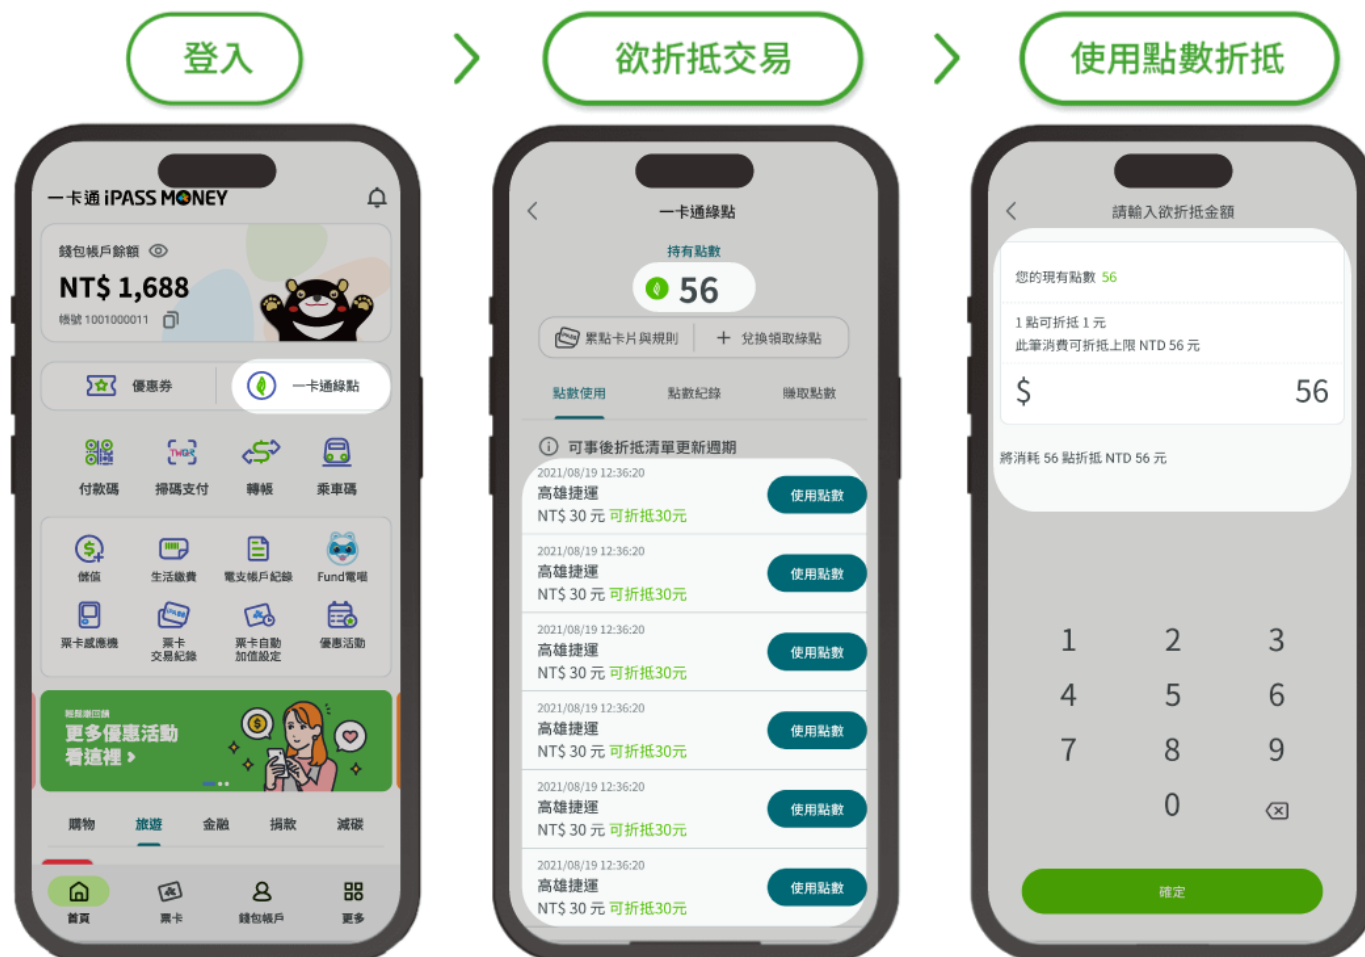 登入
欲折抵交易
使用點數折抵
一卡通 iPASS MONEY
錢包帳戶餘額
NT$ 1,688
帳號 1001000011
優惠券
一卡通綠點
TWQR
付款碼
掃碼支付
轉帳
乘車碼
儲值
生活繳費
電支帳戶紀錄
Fund電喵
票卡感應機
票卡
交易紀錄
票卡自動
加值設定
優惠活動
輕鬆賺回饋
更多優惠活動
看這裡 >
購物
旅遊
金融
捐款
減碳
首頁
票卡
錢包帳戶
更多
一卡通綠點
持有點數
56
累點卡片與規則
+ 兌換領取綠點
點數使用
點數紀錄
賺取點數
可事後折抵清單更新週期
2021/08/19 12:36:20
高雄捷運
NT$ 30 元 可折抵30元
使用點數
2021/08/19 12:36:20
高雄捷運
NT$ 30 元 可折抵30元
使用點數
2021/08/19 12:36:20
高雄捷運
NT$ 30 元 可折抵30元
使用點數
2021/08/19 12:36:20
高雄捷運
NT$ 30 元 可折抵30元
使用點數
2021/08/19 12:36:20
高雄捷運
NT$ 30 元 可折抵30元
使用點數
2021/08/19 12:36:20
高雄捷運
NT$ 30 元 可折抵30元
使用點數
請輸入欲折抵金額
您的現有點數 56
1 點可折抵 1 元
此筆消費可折抵上限 NTD 56 元
$ 56
將消耗 56 點折抵 NTD 56 元
1 2 3
4 5 6
7 8 9
0
確定